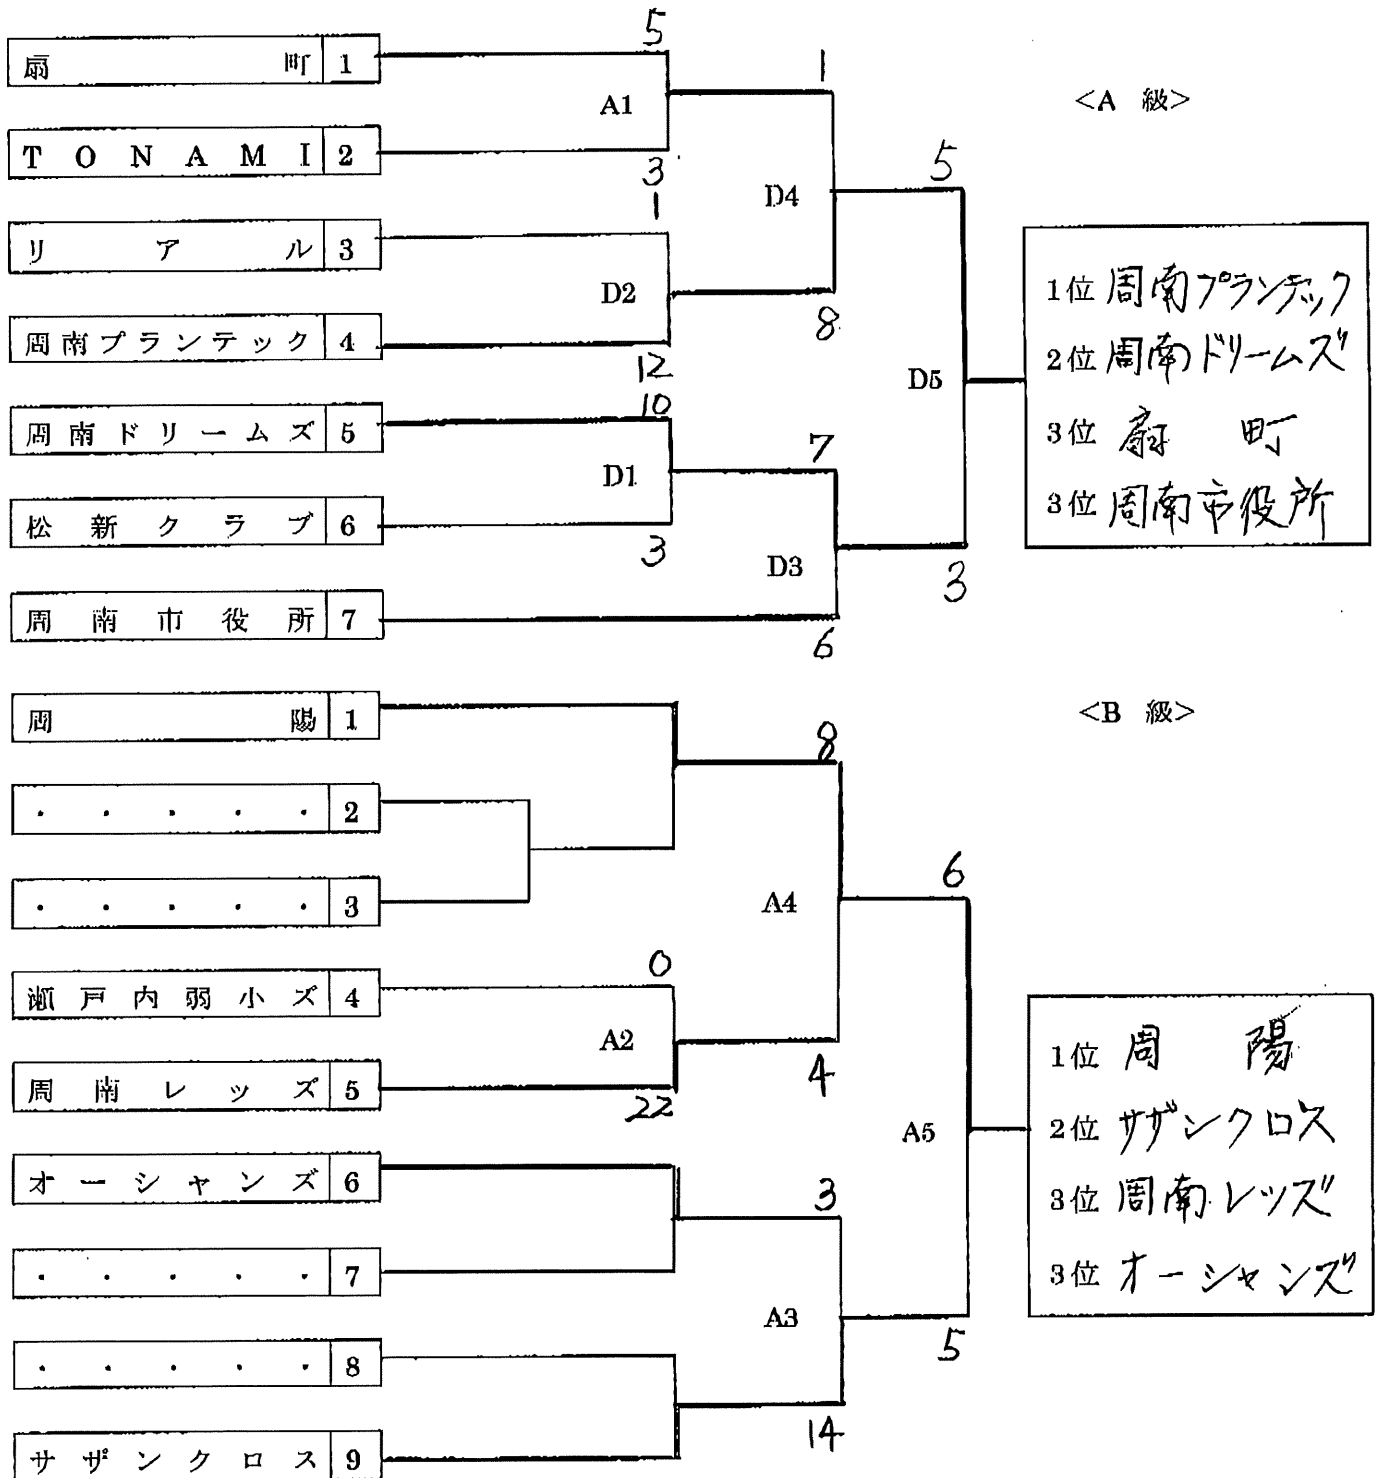 5
扇町 1
1
<A 級>
A1
TONAMI 2
3
5
D4
1
リアル 3
D2
1位 周南プランテック
8
周南プランテック 4
2位 周南ドリームズ
12
D5
10
周南ドリームズ 5
7
3位 扇町
D1
松新クラブ 6
3位 周南市役所
3
D3
3
周南市役所 7
6
周陽 1
<B 級>
8
・・・・・ 2
6
・・・・・ 3
A4
0
瀬戸内弱小ズ 4
A2
1位 周陽
4
周南レッズ 5
22
2位 サザンクロス
A5
オーシャンズ 6
3
3位 周南レッズ
・・・・・ 7
3位 オーシャンズ
A3
5
・・・・・ 8
14
サザンクロス 9